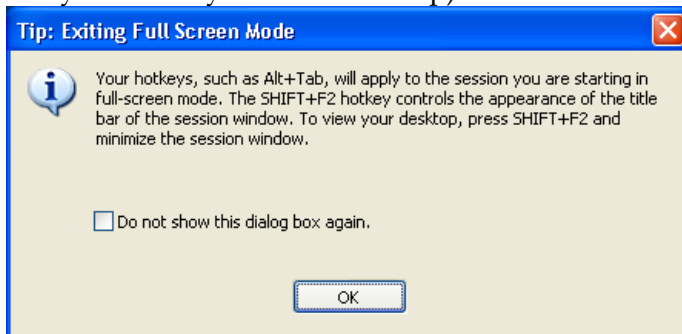 Tip: Exiting Full Screen Mode
Your hotkeys, such as Alt+Tab, will apply to the session you are starting in
full-screen mode. The SHIFT+F2 hotkey controls the appearance of the title
bar of the session window. To view your desktop, press SHIFT+F2 and
minimize the session window.
Do not show this dialog box again.
OK